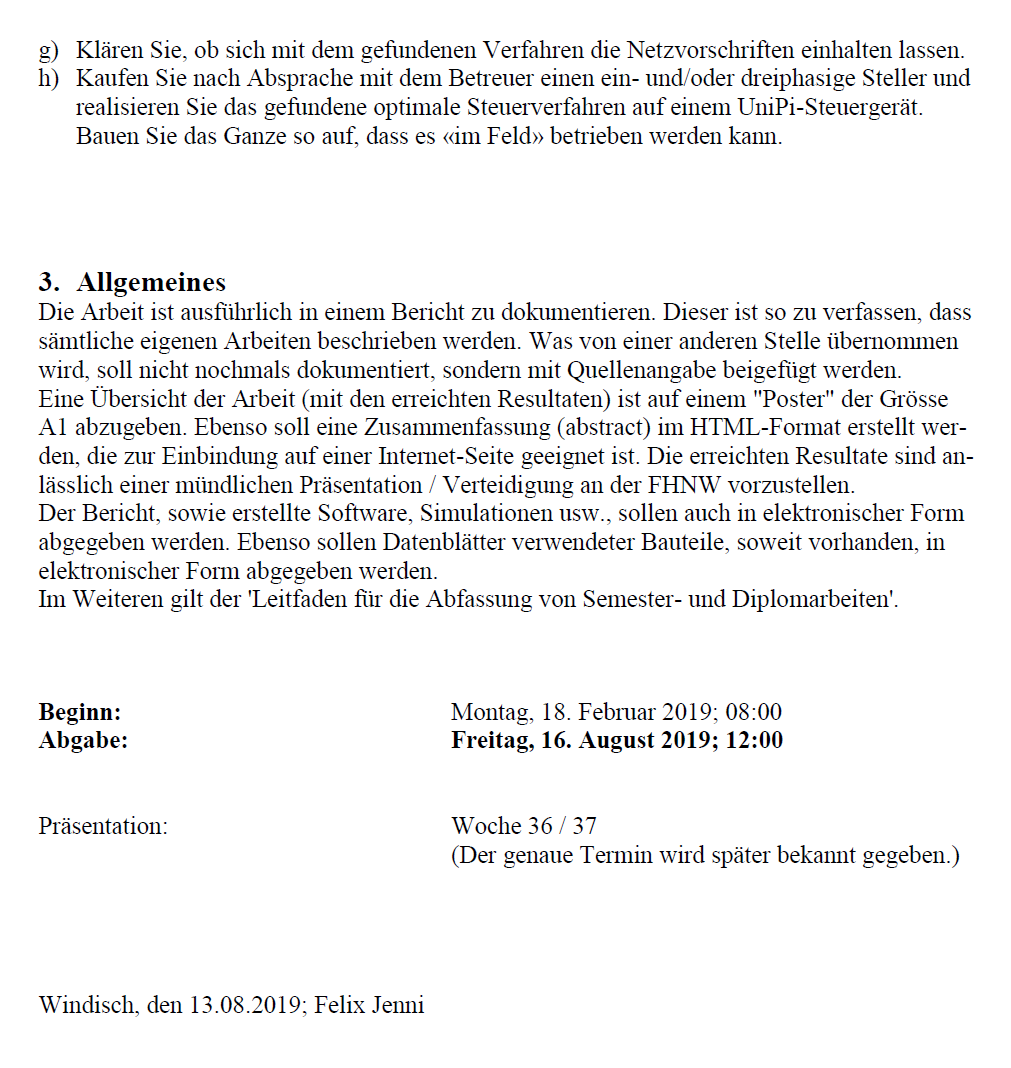 g) Klären Sie, ob sich mit dem gefundenen Verfahren die Netzvorschriften einhalten lassen.
h) Kaufen Sie nach Absprache mit dem Betreuer einen ein- und/oder dreiphasige Steller und
realisieren Sie das gefundene optimale Steuerverfahren auf einem UniPi-Steuergerät.
Bauen Sie das Ganze so auf, dass es «im Feld» betrieben werden kann.
3. Allgemeines
Die Arbeit ist ausführlich in einem Bericht zu dokumentieren. Dieser ist so zu verfassen, dass
sämtliche eigenen Arbeiten beschrieben werden. Was von einer anderen Stelle übernommen
wird, soll nicht nochmals dokumentiert, sondern mit Quellenangabe beigefügt werden.
Eine Übersicht der Arbeit (mit den erreichten Resultaten) ist auf einem "Poster" der Grösse
A1 abzugeben. Ebenso soll eine Zusammenfassung (abstract) im HTML-Format erstellt wer-
den, die zur Einbindung auf einer Internet-Seite geeignet ist. Die erreichten Resultate sind an-
lässlich einer mündlichen Präsentation / Verteidigung an der FHNW vorzustellen.
Der Bericht, sowie erstellte Software, Simulationen usw., sollen auch in elektronischer Form
abgegeben werden. Ebenso sollen Datenblätter verwendeter Bauteile, soweit vorhanden, in
elektronischer Form abgegeben werden.
Im Weiteren gilt der 'Leitfaden für die Abfassung von Semester- und Diplomarbeiten'.
Beginn: Montag, 18. Februar 2019; 08:00
Abgabe: Freitag, 16. August 2019; 12:00
Präsentation: Woche 36 / 37
(Der genaue Termin wird später bekannt gegeben.)
Windisch, den 13.08.2019; Felix Jenni